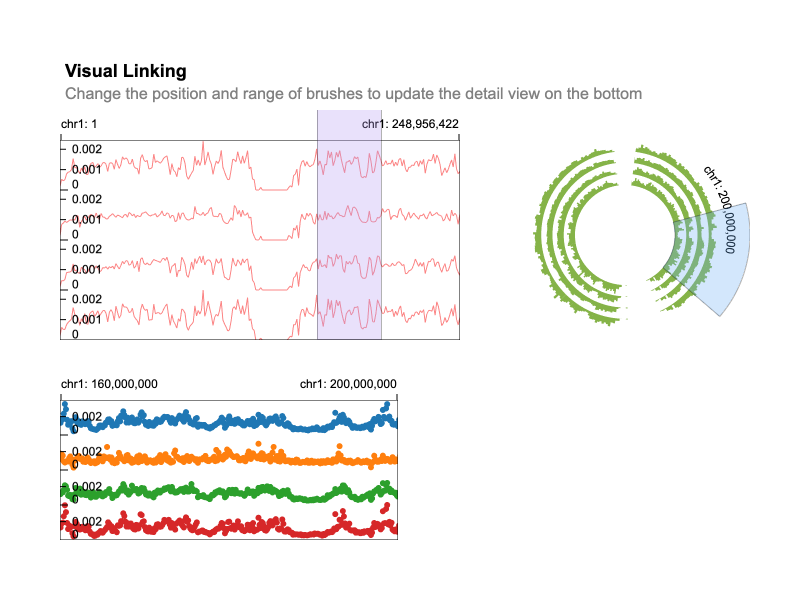 Visual Linking
Change the position and range of brushes to update the detail view on the bottom
chr1: 1
chr1: 248,956,422
0.002
0.001
0
0.002
0.001
0
0.002
0.001
0
0.002
0.001
0
chr1: 200,000,000
chr1: 160,000,000
chr1: 200,000,000
0.002
0
0.002
0
0.002
0
0.002
0